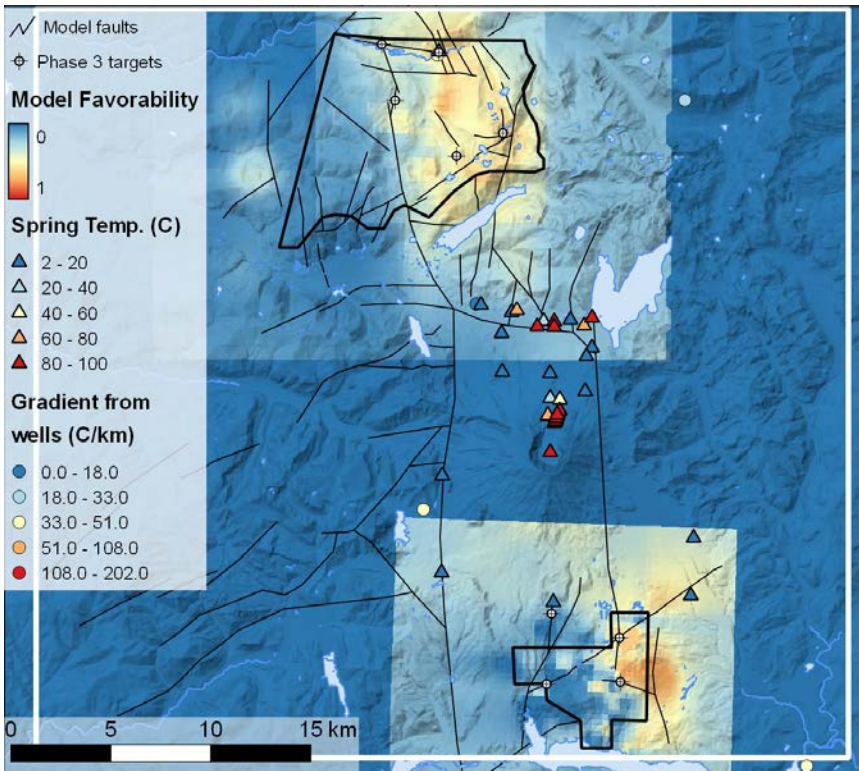 Model faults
Phase 3 targets
Model Favorability
0
1
Spring Temp. (C)
2 - 20
20 - 40
40 - 60
60 - 80
80 - 100
Gradient from
wells (C/km)
0.0 - 18.0
18.0 - 33.0
33.0 - 51.0
51.0 - 108.0
108.0 - 202.0
0 5 10 15 km